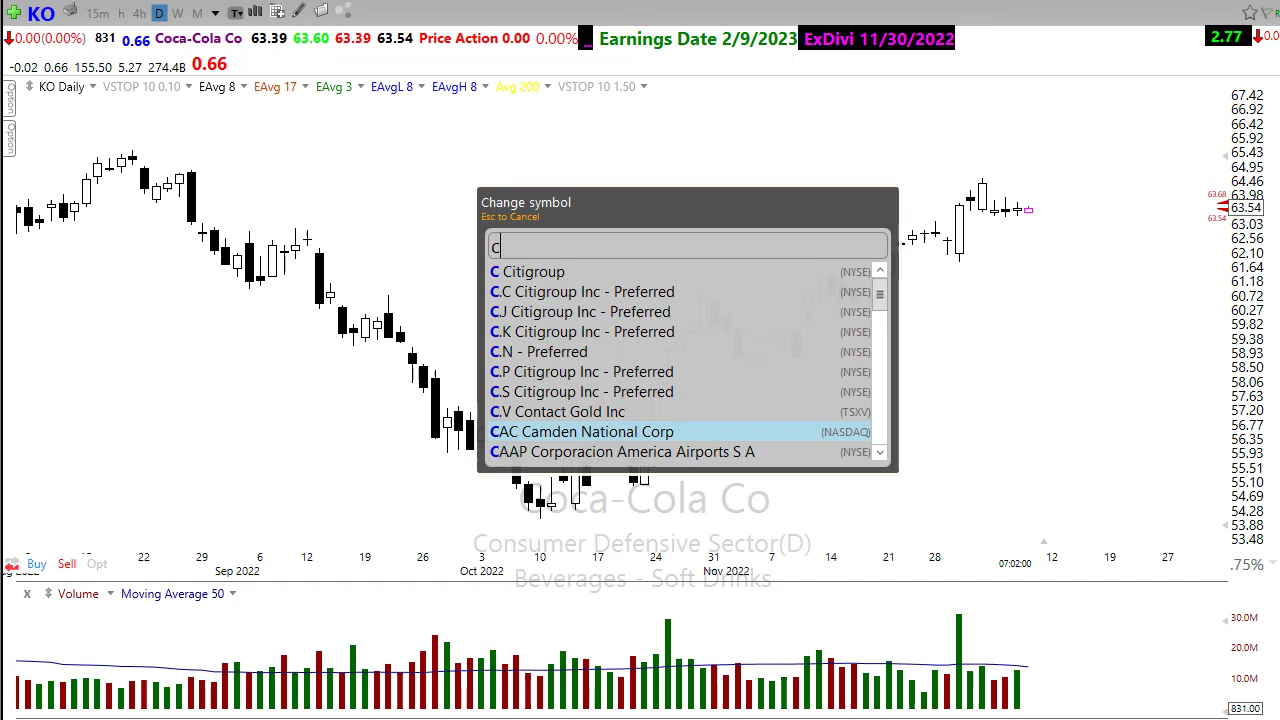 KO 15m h 4h D W M T
0.00(0.00%) 831 0.66 Coca-Cola Co 63.39 63.60 63.39 63.54 Price Action 0.00 0.00% ... Earnings Date 2/9/2023 ExDivi 11/30/2022 2.77
-0.02 0.66 155.50 5.27 274.4B 0.66
KO Daily VSTOP 10 0.10 EAvg 8 EAvg 17 EAvg 3 EAvgL 8 EAvgH 8 Avg 200 VSTOP 10 1.50
Option
Option
67.42
66.92
66.42
65.92
65.43
64.95
64.46
63.98
63.68
63.54
63.54
63.03
62.56
62.10
61.64
61.18
60.72
60.27
59.82
59.38
58.93
58.50
58.06
57.63
57.20
56.77
56.35
55.93
55.51
55.10
54.69
54.28
53.88
53.48
Change symbol
Esc to Cancel
C
C Citigroup (NYSE)
C.C Citigroup Inc - Preferred (NYSE)
C.J Citigroup Inc - Preferred (NYSE)
C.K Citigroup Inc - Preferred (NYSE)
C.N - Preferred (NYSE)
C.P Citigroup Inc - Preferred (NYSE)
C.S Citigroup Inc - Preferred (NYSE)
C.V Contact Gold Inc (TSXV)
CAC Camden National Corp (NASDAQ)
CAAP Corporacion America Airports S A (NYSE)
Coca-Cola Co
Consumer Defensive Sector(D)
Beverages - Soft Drinks
22 29 6 12 19 26 3 10 17 24 31 7 14 21 28 07:02:00 12 19 27
Buy Sell Opt .75%
Sep 2022 Oct 2022 Nov 2022
X Volume Moving Average 50
30.0M
20.0M
10.0M
831.00